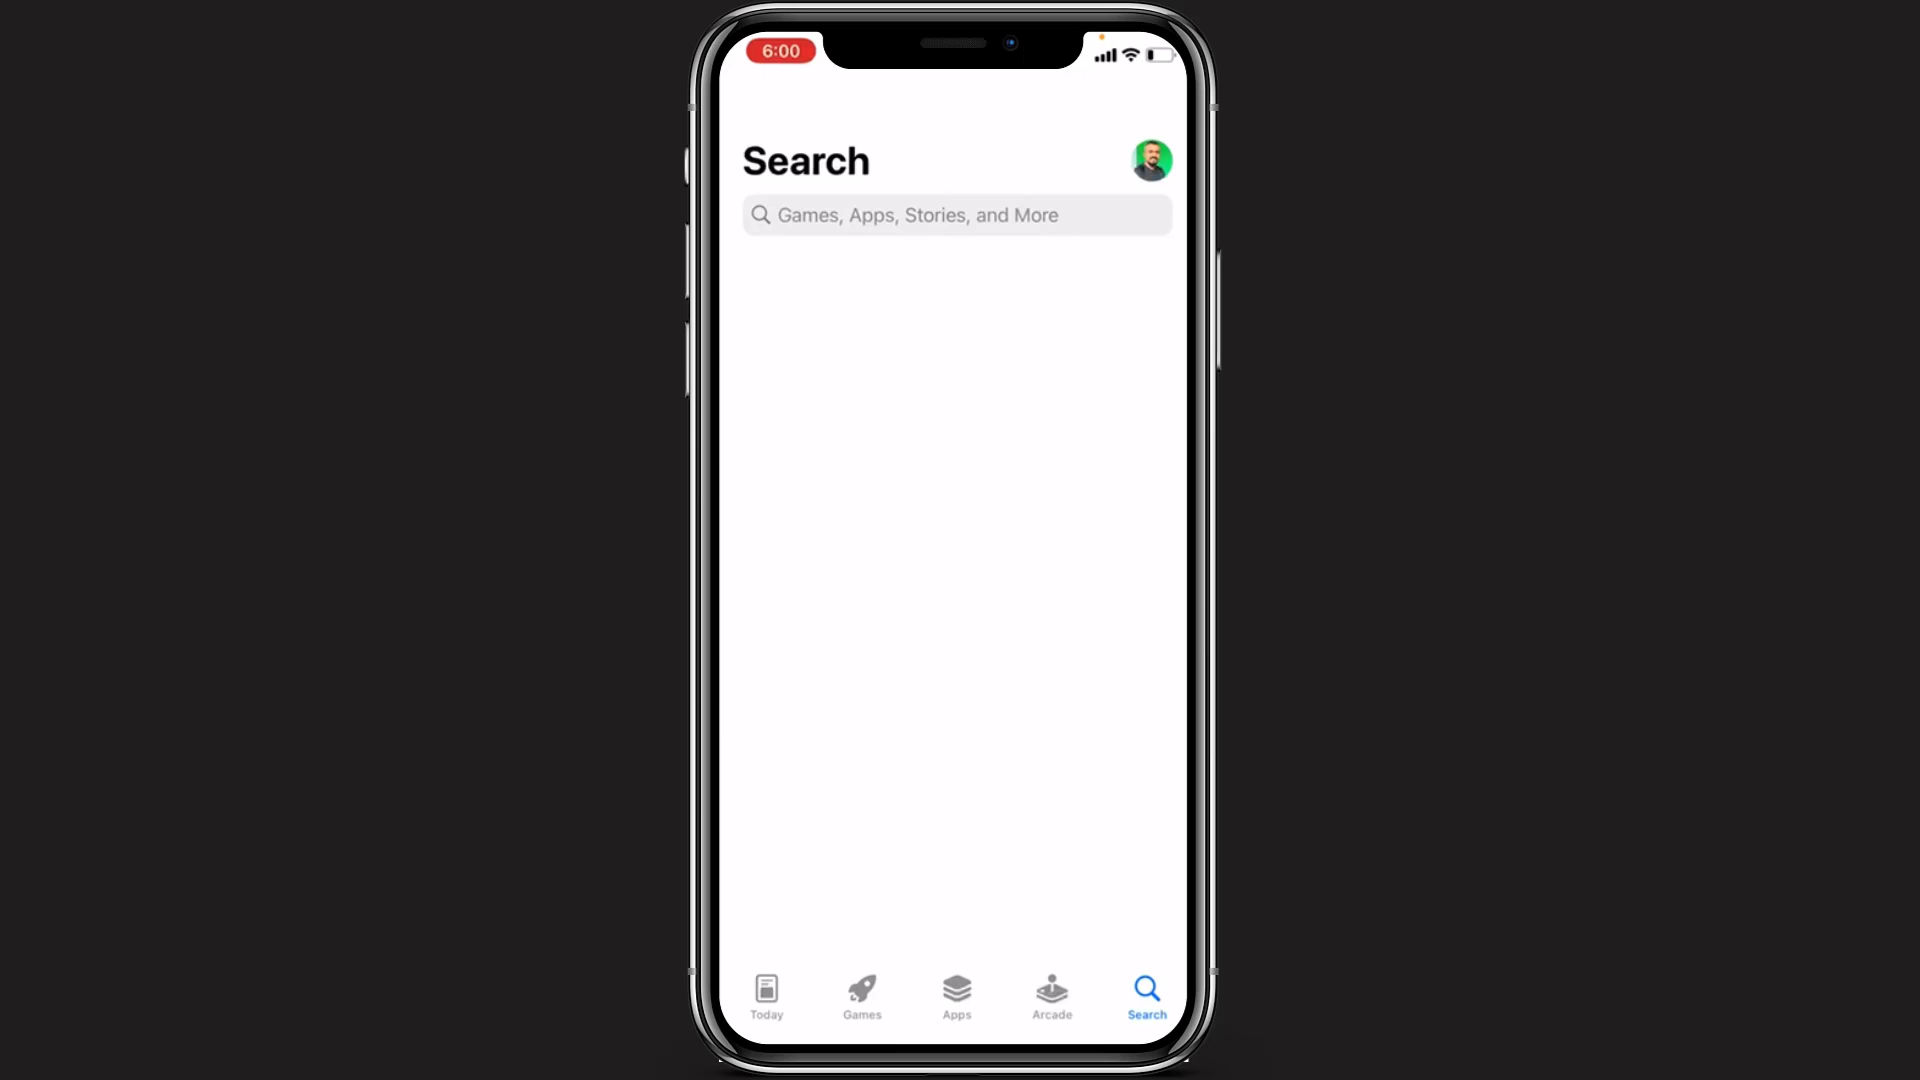 6:00
Search
Games, Apps, Stories, and More
Today
Games
Apps
Arcade
Search